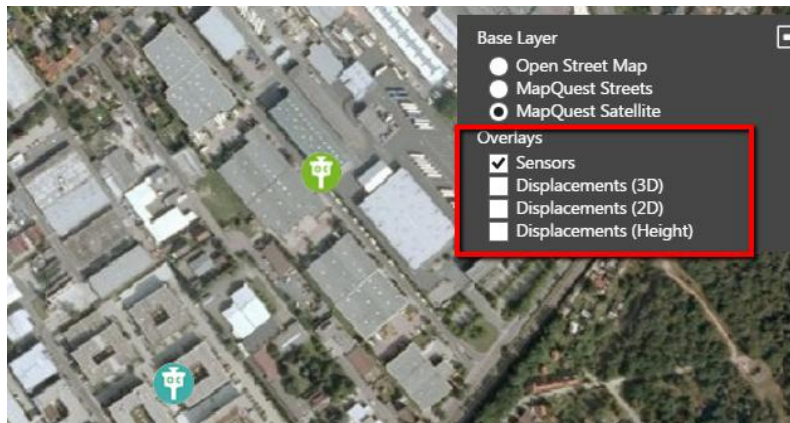 Base Layer
Open Street Map
MapQuest Streets
MapQuest Satellite
Overlays
Sensors
Displacements (3D)
Displacements (2D)
Displacements (Height)